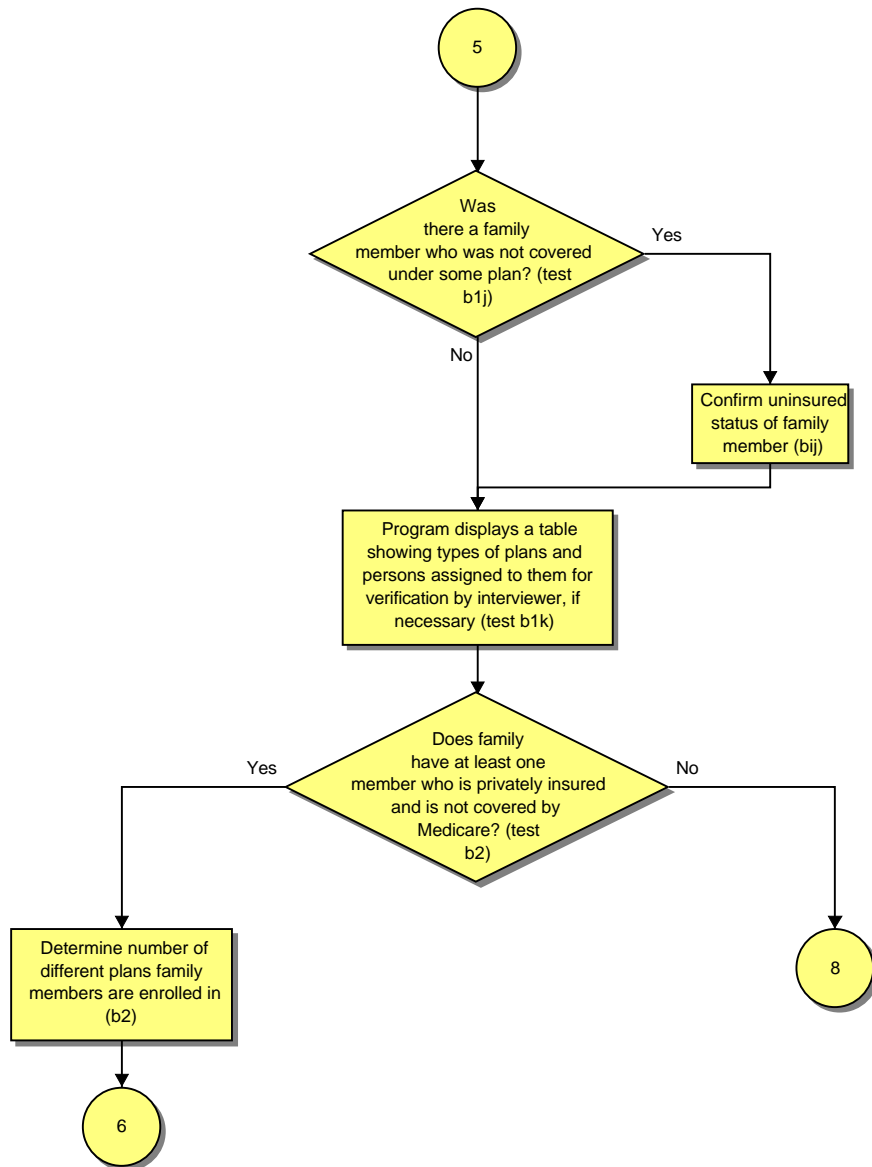 5
Was
there a family
member who was not covered
under some plan? (test
b1j)
Yes
No
Confirm uninsured
status of family
member (bij)
Program displays a table
showing types of plans and
persons assigned to them for
verification by interviewer, if
necessary (test b1k)
Does family
have at least one
member who is privately insured
and is not covered by
Medicare? (test
b2)
Yes
No
Determine number of
different plans family
members are enrolled in
(b2)
8
6